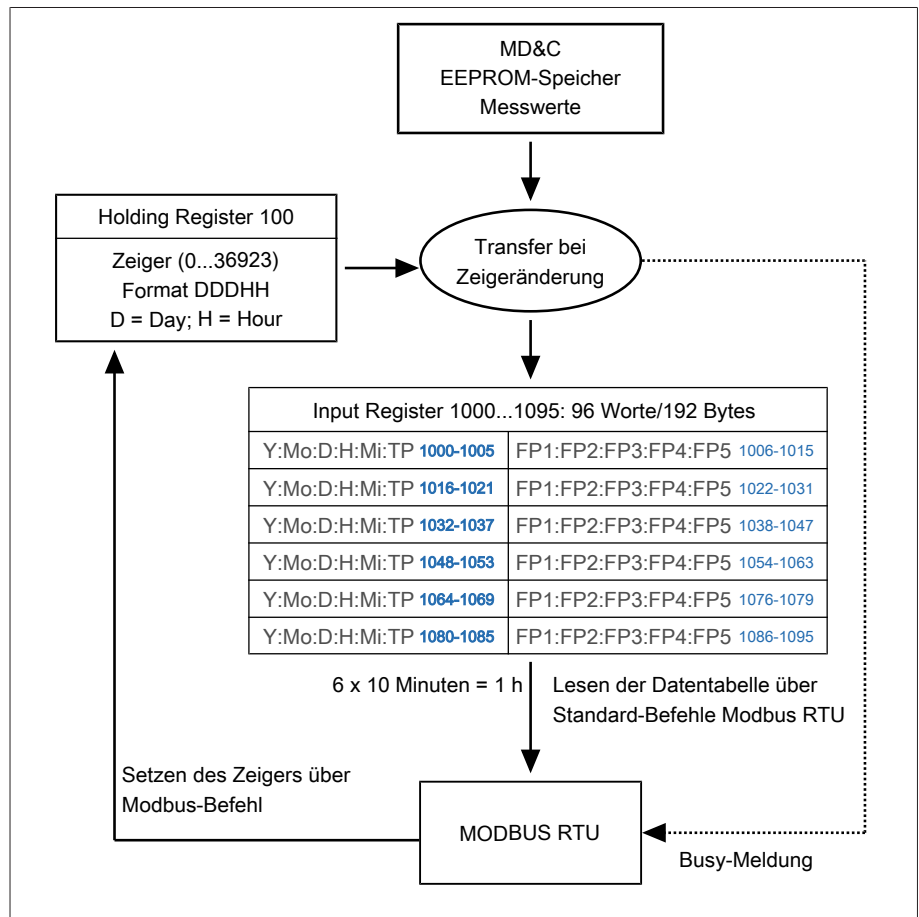 MD&C
EEPROM-Speicher
Messwerte
Holding Register 100
Zeiger (0...36923)
Format DDDHH
D = Day; H = Hour
Transfer bei
Zeigeränderung
Input Register 1000...1095: 96 Worte/192 Bytes
Y:Mo:D:H:Mi:TP 1000-1005 FP1:FP2:FP3:FP4:FP5 1006-1015
Y:Mo:D:H:Mi:TP 1016-1021 FP1:FP2:FP3:FP4:FP5 1022-1031
Y:Mo:D:H:Mi:TP 1032-1037 FP1:FP2:FP3:FP4:FP5 1038-1047
Y:Mo:D:H:Mi:TP 1048-1053 FP1:FP2:FP3:FP4:FP5 1054-1063
Y:Mo:D:H:Mi:TP 1064-1069 FP1:FP2:FP3:FP4:FP5 1076-1079
Y:Mo:D:H:Mi:TP 1080-1085 FP1:FP2:FP3:FP4:FP5 1086-1095
6 x 10 Minuten = 1 h
Lesen der Datentabelle über
Standard-Befehle Modbus RTU
Setzen des Zeigers über
Modbus-Befehl
MODBUS RTU
Busy-Meldung